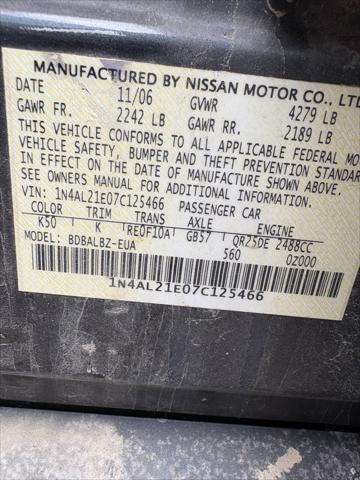 MANUFACTURED BY NISSAN MOTOR CO., LTD
DATE 11/06 GVWR 4279 LB
GAWR FR. 2242 LB GAWR RR. 2189 LB
THIS VEHICLE CONFORMS TO ALL APPLICABLE FEDERAL MO
VEHICLE SAFETY, BUMPER AND THEFT PREVENTION STANDARD
IN EFFECT ON THE DATE OF MANUFACTURE SHOWN ABOVE.
SEE OWNERS MANUAL FOR ADDITIONAL INFORMATION.
VIN: 1N4AL21E07C125466 PASSENGER CAR
COLOR TRIM TRANS AXLE ENGINE
K50 K RE0F10A GB57 QR25DE 2488CC
MODEL: BDBALBZ-EUA 560 0Z000
1N4AL21E07C125466